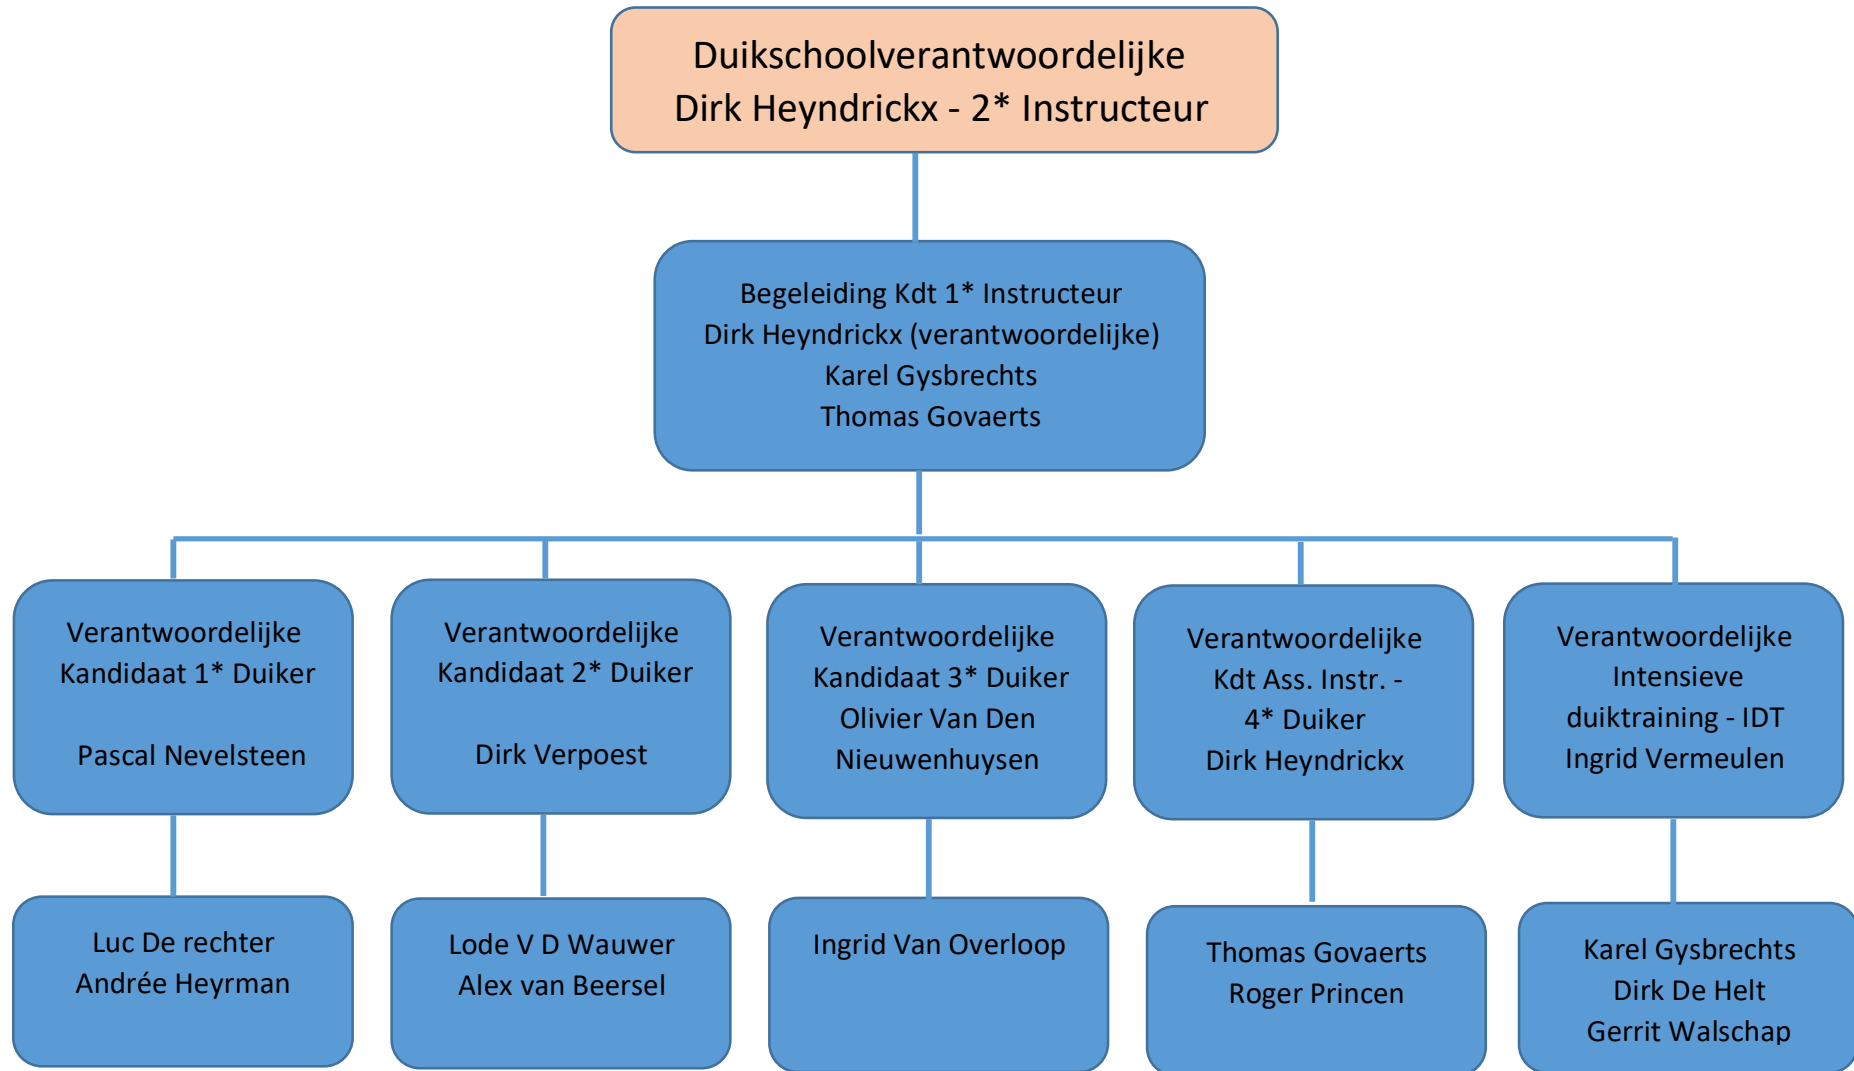 Duikschoolverantwoordelijke
Dirk Heyndrickx - 2* Instructeur
Begeleiding Kdt 1* Instructeur
Dirk Heyndrickx (verantwoordelijke)
Karel Gysbrechts
Thomas Govaerts
Verantwoordelijke
Kandidaat 1* Duiker
Pascal Nevelsteen
Verantwoordelijke
Kandidaat 2* Duiker
Dirk Verpoest
Verantwoordelijke
Kandidaat 3* Duiker
Olivier Van Den
Nieuwenhuysen
Verantwoordelijke
Kdt Ass. Instr. -
4* Duiker
Dirk Heyndrickx
Verantwoordelijke
Intensieve
duiktraining - IDT
Ingrid Vermeulen
Luc De rechter
Andrée Heyrman
Lode V D Wauwer
Alex van Beersel
Ingrid Van Overloop
Thomas Govaerts
Roger Princen
Karel Gysbrechts
Dirk De Helt
Gerrit Walschap